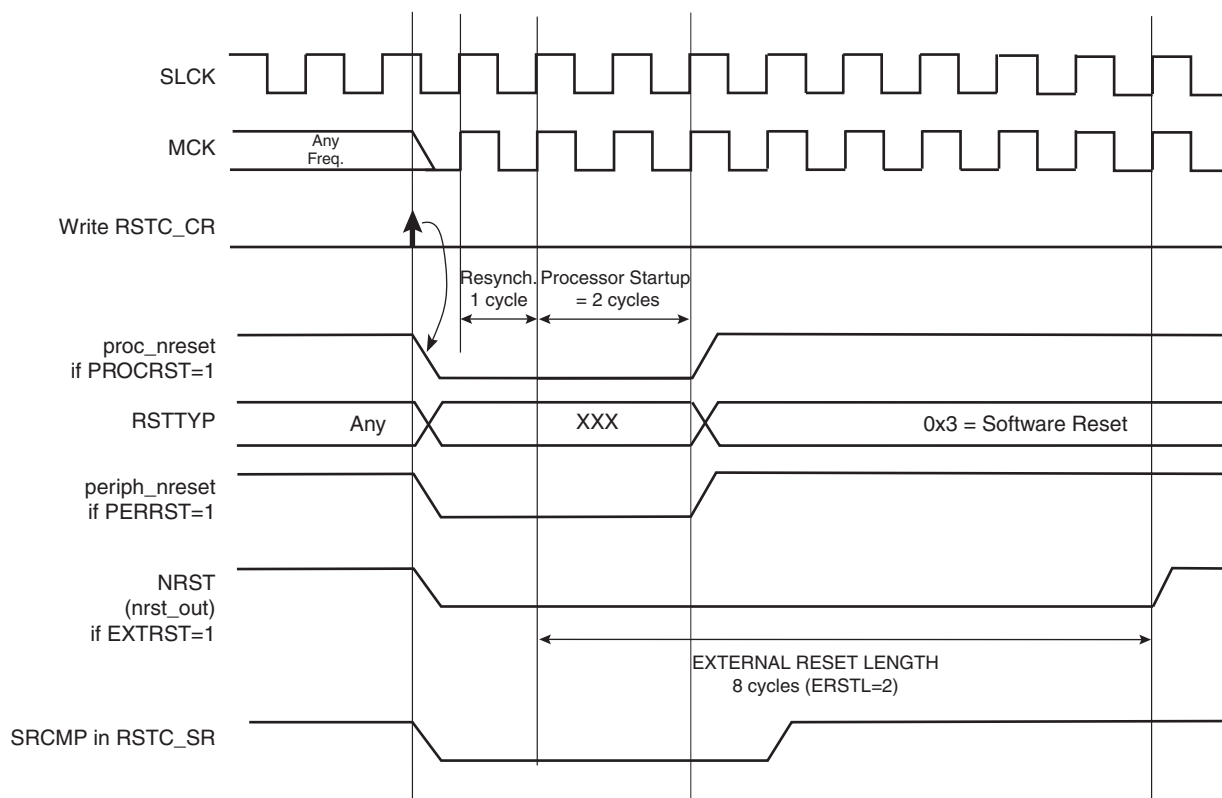 SLCK
MCK
Any
Freq.
Write RSTC_CR
Resynch.
1 cycle
Processor Startup
= 2 cycles
proc_nreset
if PROCRST=1
RSTTYP
Any
XXX
0x3 = Software Reset
periph_nreset
if PERRST=1
NRST
(nrst_out)
if EXTRST=1
EXTERNAL RESET LENGTH
8 cycles (ERSTL=2)
SRCMP in RSTC_SR